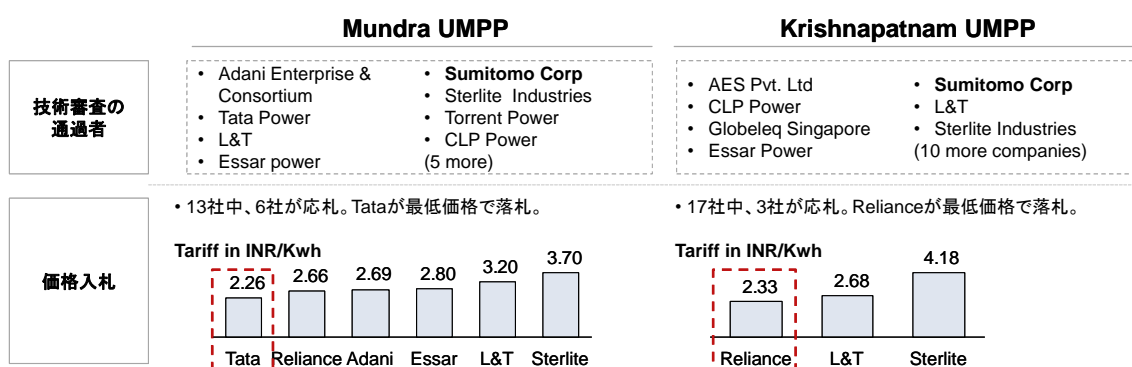 Mundra UMPP
Krishnapatnam UMPP
技術審査の
通過者
• Adani Enterprise &
Consortium
• Tata Power
• L&T
• Essar power
• Sumitomo Corp
• Sterlite Industries
• Torrent Power
• CLP Power
(5 more)
• AES Pvt. Ltd
• CLP Power
• Globeleq Singapore
• Essar Power
• Sumitomo Corp
• L&T
• Sterlite Industries
(10 more companies)
価格入札
• 13社中、6社が応札。Tataが最低価格で落札。
Tariff in INR/Kwh
2.26 2.66 2.69 2.80 3.20 3.70
Tata Reliance Adani Essar L&T Sterlite
• 17社中、3社が応札。Relianceが最低価格で落札。
Tariff in INR/Kwh
2.33 2.68 4.18
Reliance L&T Sterlite